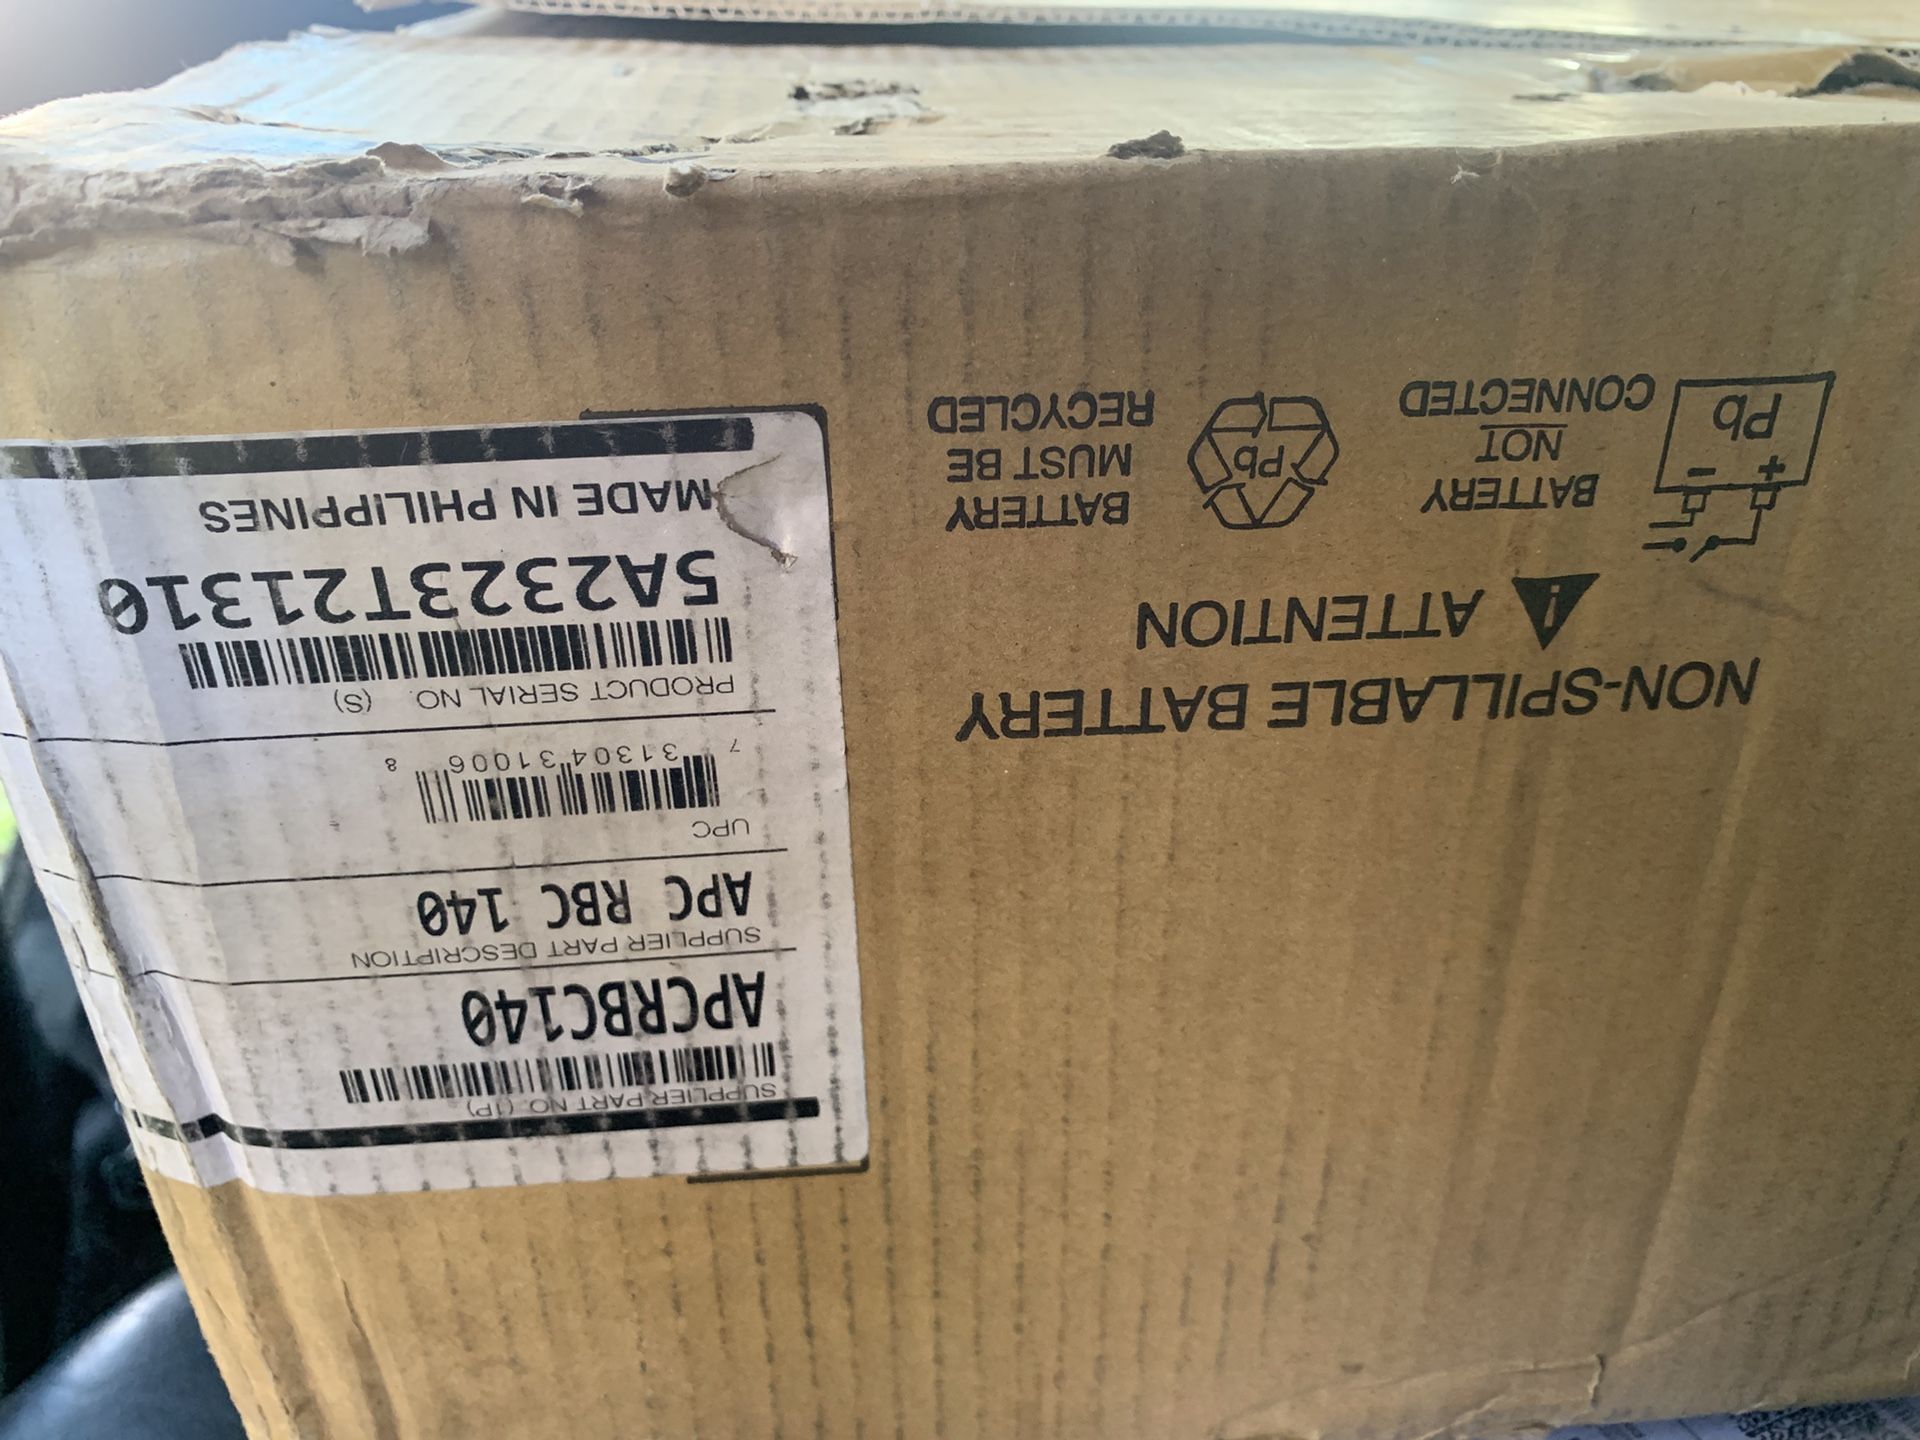 NON-SPILLABLE BATTERY
ATTENTION
Pb
BATTERY
NOT
CONNECTED
Pb
BATTERY
MUST BE
RECYCLED
SUPPLIER PART NO. (1P)
APCRBC140
SUPPLIER PART DESCRIPTION
APC RBC 140
UPC
7 31304 31006 8
PRODUCT SERIAL NO. (S)
5A2323T21310
MADE IN PHILIPPINES